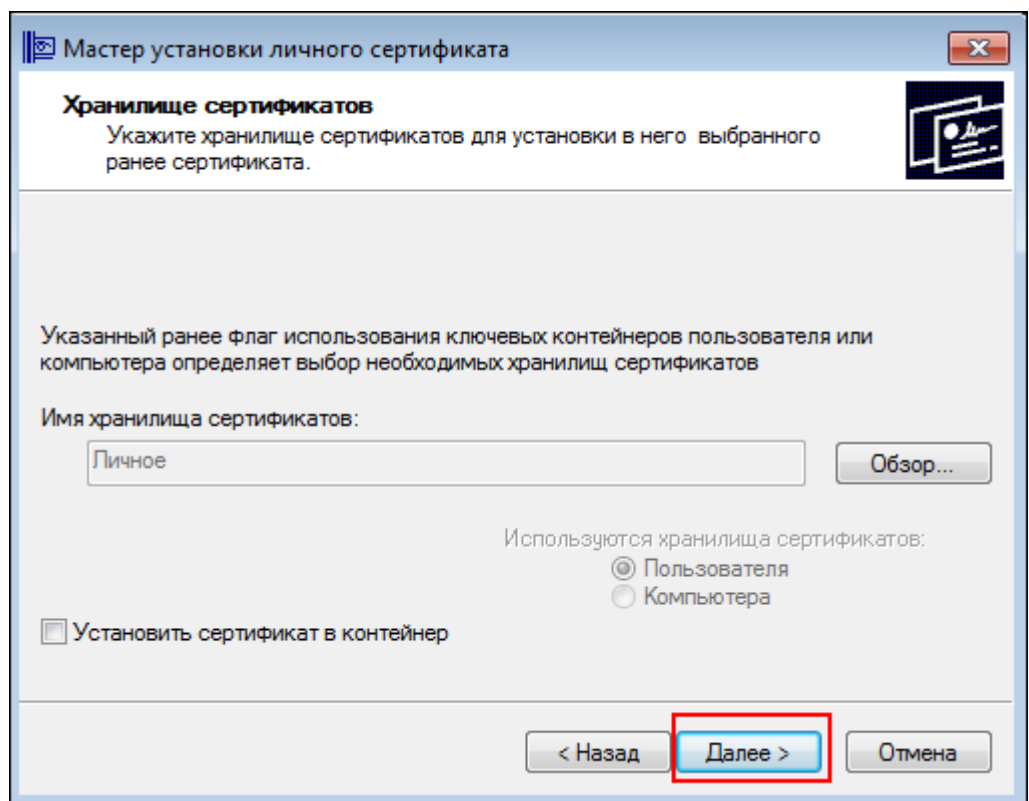 Мастер установки личного сертификата
Хранилище сертификатов
Укажите хранилище сертификатов для установки в него выбранного
ранее сертификата.
Указанный ранее флаг использования ключевых контейнеров пользователя или
компьютера определяет выбор необходимых хранилищ сертификатов
Имя хранилища сертификатов:
Личное
Обзор...
Используются хранилища сертификатов:
Пользователя
Компьютера
Установить сертификат в контейнер
< Назад
Далее >
Отмена